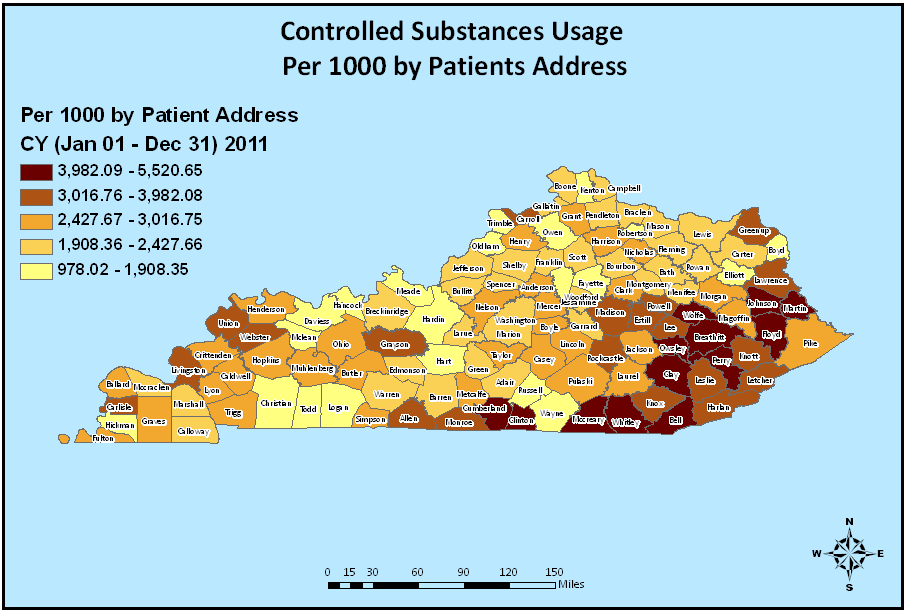 Controlled Substances Usage
Per 1000 by Patients Address
Per 1000 by Patient Address
CY (Jan 01 - Dec 31) 2011
3,982.09 - 5,520.65
3,016.76 - 3,982.08
2,427.67 - 3,016.75
1,908.36 - 2,427.66
978.02 - 1,908.35
Boone Kenton Campbell
Gallatin
Trimble Carroll Grant Pendleton Bracken
Owen Robertson Mason Lewis Greenup
Oldham Henry Harrison Nicholas Fleming Carter Boyd
Jefferson Shelby Franklin Scott Bourbon Bath Rowan Elliott Lawrence
Bullitt Spencer Anderson Woodford Fayette Clark Montgomery Menifee Morgan
Meade Hancock Breckinridge Hardin Nelson Mercer Jessamine Madison Powell Wolfe Johnson Martin
Henderson Daviess Washington Boyle Garrard Estill Lee Magoffin Floyd
Union Webster Mclean Ohio Grayson Larue Marion Lincoln Breathitt Pike
Crittenden Hopkins Hart Taylor Casey Rockcastle Jackson Owsley Perry Knott
Livingston Caldwell Muhlenberg Butler Edmonson Green Pulaski Laurel Clay Leslie Letcher
Ballard Mccracken Lyon Christian Todd Logan Warren Barren Metcalfe Adair Russell Knox Harlan
Carlisle Marshall Trigg Simpson Allen Monroe Cumberland Clinton Wayne Mccreary Whitley Bell
Hickman Graves Calloway
Fulton
N
W E
S
0 15 30 60 90 120 150
Miles